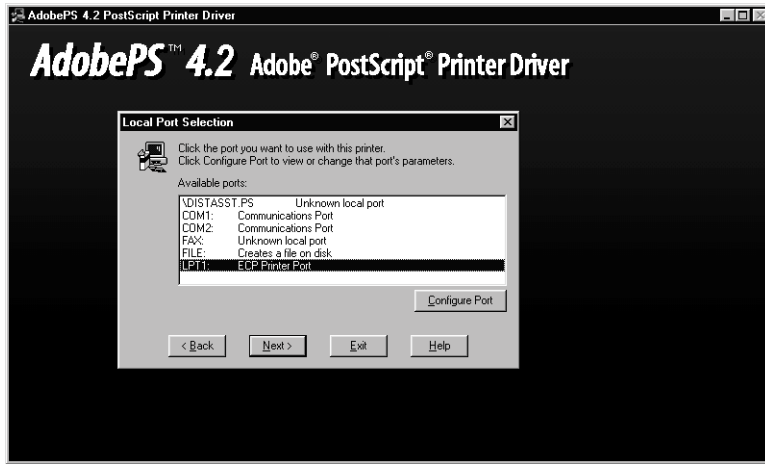 AdobePS 4.2 PostScript Printer Driver
AdobePS™ 4.2 Adobe® PostScript® Printer Driver
Local Port Selection
Click the port you want to use with this printer.
Click Configure Port to view or change that port's parameters.
Available ports:
\DISTASST.PS Unknown local port
COM1: Communications Port
COM2: Communications Port
FAX: Unknown local port
FILE: Creates a file on disk
LPT1: ECP Printer Port
Configure Port
< Back Next > Exit Help